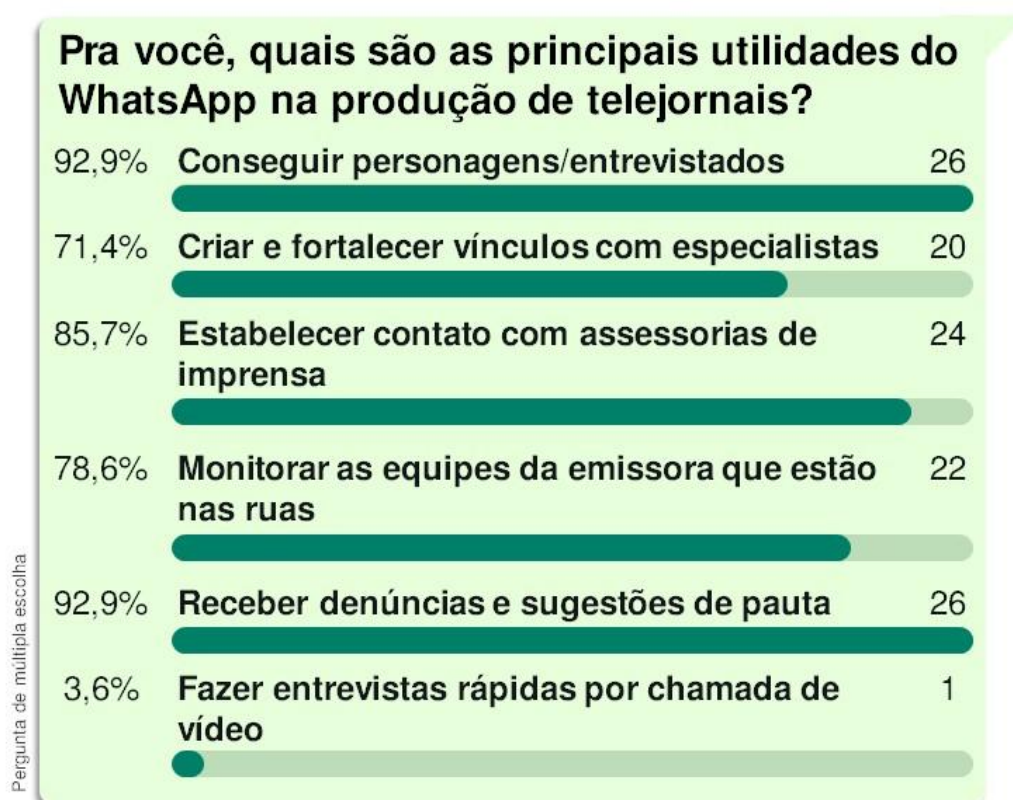 Pra você, quais são as principais utilidades do
WhatsApp na produção de telejornais?
92,9% Conseguir personagens/entrevistados 26
71,4% Criar e fortalecer vínculos com especialistas 20
85,7% Estabelecer contato com assessorias de 24
imprensa
78,6% Monitorar as equipes da emissora que estão 22
nas ruas
92,9% Receber denúncias e sugestões de pauta 26
3,6% Fazer entrevistas rápidas por chamada de 1
vídeo
Pergunta de múltipla escolha